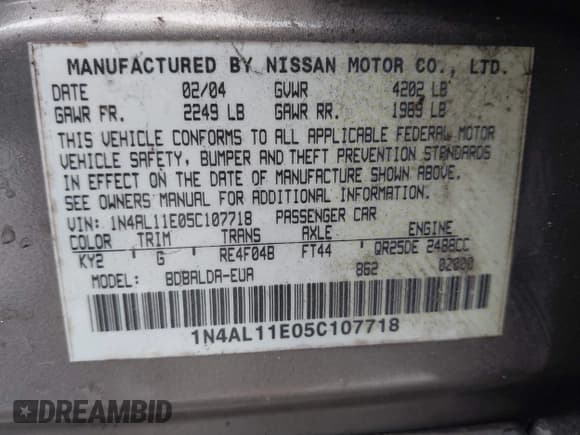 MANUFACTURED BY NISSAN MOTOR CO., LTD.
DATE 02/04 GVWR 4202 LB
GAWR FR. 2249 LB GAWR RR. 1989 LB
THIS VEHICLE CONFORMS TO ALL APPLICABLE FEDERAL MOTOR
VEHICLE SAFETY, BUMPER AND THEFT PREVENTION STANDARDS
IN EFFECT ON THE DATE OF MANUFACTURE SHOWN ABOVE.
SEE OWNERS MANUAL FOR ADDITIONAL INFORMATION.
VIN: 1N4AL11E05C107718 PASSENGER CAR
COLOR TRIM TRANS AXLE ENGINE
KY2 G RE4F04B FT44 QR25DE 2488CC
MODEL: BDBALDA-EUA 862 02000
1N4AL11E05C107718
DREAMBID